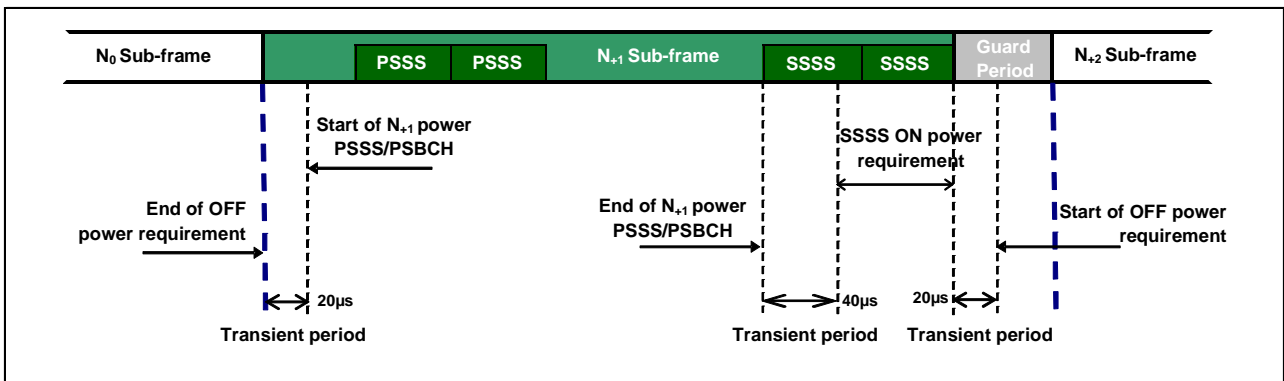 N0 Sub-frame
PSSS
PSSS
N+1 Sub-frame
SSSS
SSSS
Guard
Period
N+2 Sub-frame
Start of N+1 power
PSSS/PSBCH
SSSS ON power
requirement
End of OFF
power requirement
End of N+1 power
PSSS/PSBCH
Start of OFF power
requirement
20µs
40µs
20µs
Transient period
Transient period
Transient period